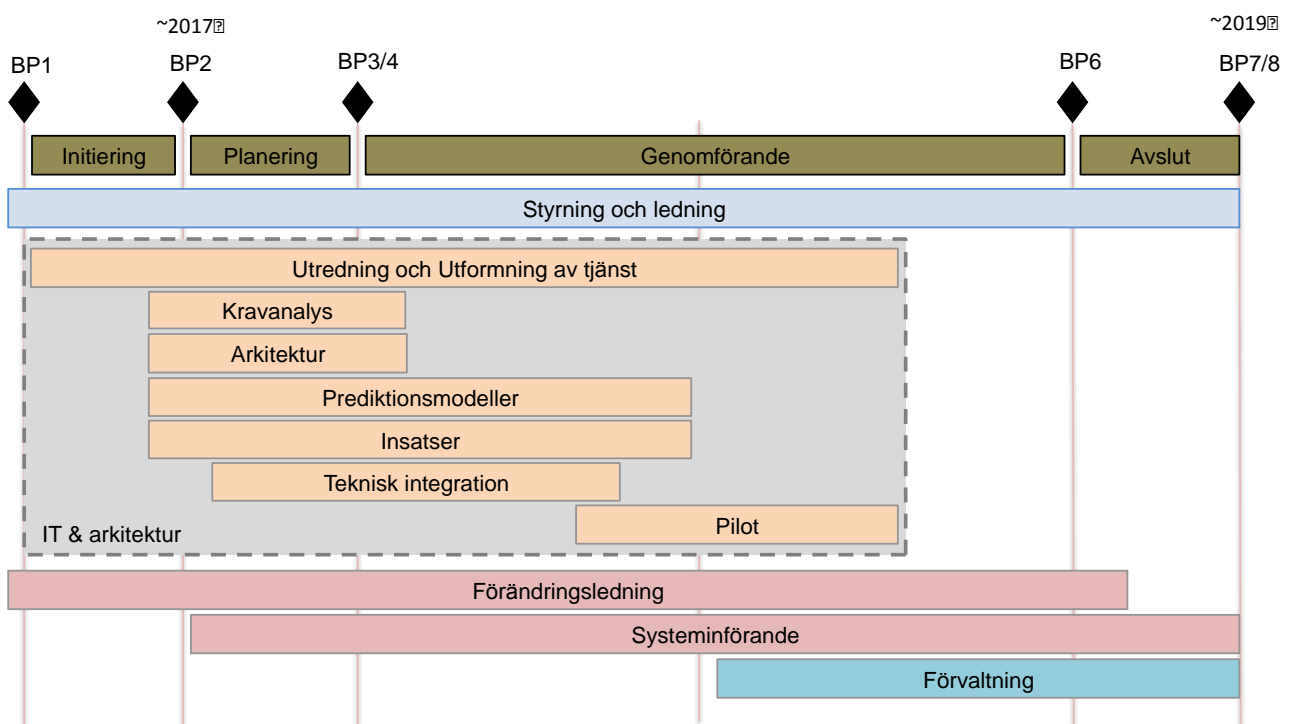 ~2017⍰
~2019⍰
BP1
BP2
BP3/4
BP6
BP7/8
Initiering
Planering
Genomförande
Avslut
Styrning och ledning
Utredning och Utformning av tjänst
Kravanalys
Arkitektur
Prediktionsmodeller
Insatser
Teknisk integration
Pilot
IT & arkitektur
Förändringsledning
Systeminförande
Förvaltning